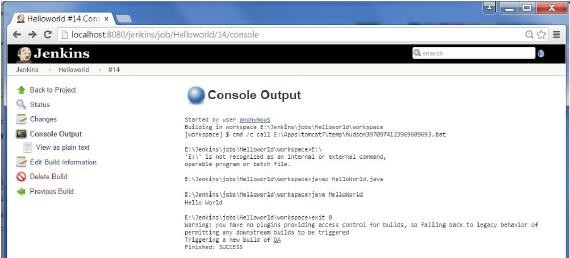 Helloworld #14 Cons
localhost:8080/jenkins/job/Helloworld/14/console
Jenkins
search
Jenkins Helloworld #14
Back to Project
Status
Changes
Console Output
View as plain text
Edit Build Information
Delete Build
Previous Build
Console Output
Started by user anonymous
Building in workspace E:\Jenkins\jobs\Helloworld\workspace
[workspace] $ cmd /c call E:\Apps\tomcat7\temp\hudson3970974123969609693.bat
E:\Jenkins\jobs\Helloworld\workspace>E:\
'E:\' is not recognized as an internal or external command,
operable program or batch file.
E:\Jenkins\jobs\Helloworld\workspace>javac HelloWorld.java
E:\Jenkins\jobs\Helloworld\workspace>java HelloWorld
Hello World
E:\Jenkins\jobs\Helloworld\workspace>exit 0
Warning: you have no plugins providing access control for builds, so falling back to legacy behavior of
permitting any downstream builds to be triggered
Triggering a new build of QA
Finished: SUCCESS